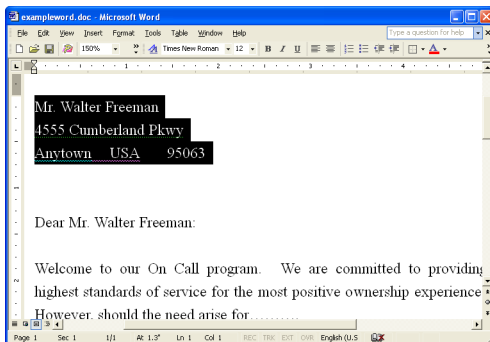 exampleword.doc - Microsoft Word
File Edit View Insert Format Tools Table Window Help Type a question for help
150% Times New Roman 12 B I U A
1 2 3 4
Mr. Walter Freeman
4555 Cumberland Pkwy
Anytown USA 95063
Dear Mr. Walter Freeman:
Welcome to our On Call program. We are committed to providing
highest standards of service for the most positive ownership experience
However, should the need arise for..........
Page 1 Sec 1 1/1 At 1.3" Ln 1 Col 1 REC TRK EXT OVR English (U.S